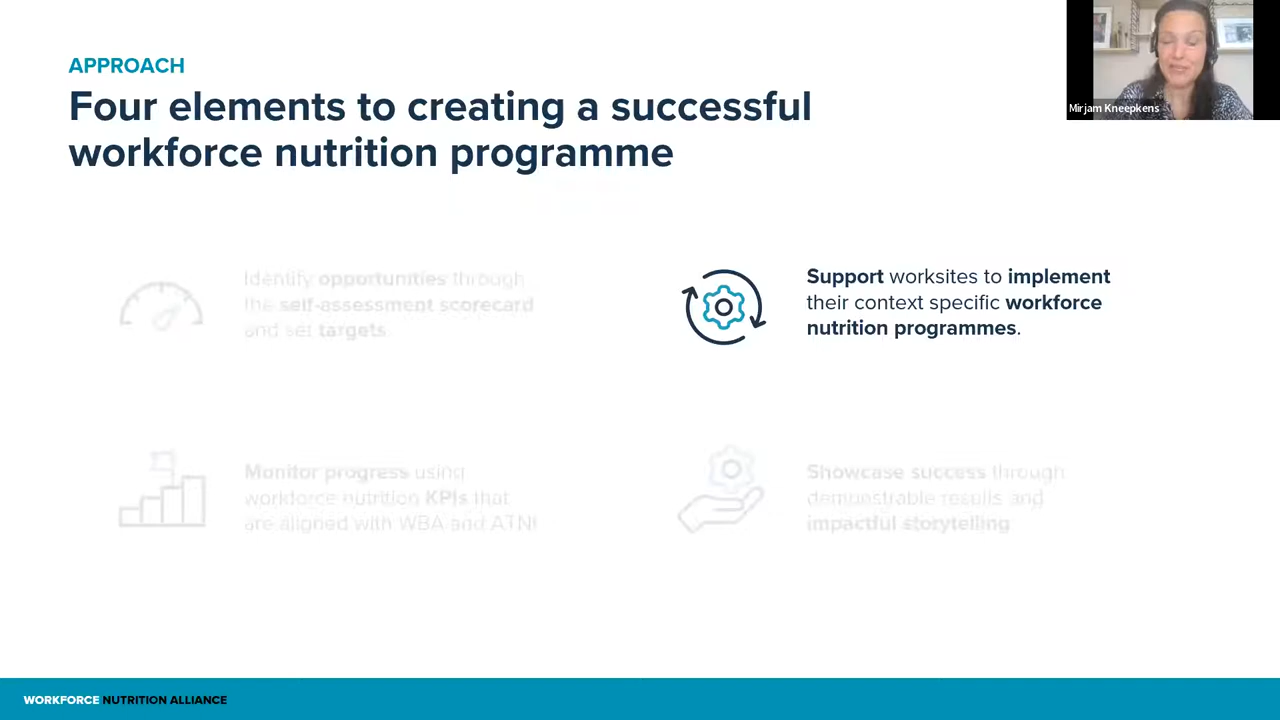 APPROACH
Four elements to creating a successful
workforce nutrition programme
Mirjam Kneepkens
Identify opportunities through
the self-assessment scorecard
and set targets
Support worksites to implement
their context specific workforce
nutrition programmes.
Monitor progress using
workforce nutrition KPIs that
are aligned with WBA and ATNI
Showcase success through
demonstrable results and
impactful storytelling
WORKFORCE NUTRITION ALLIANCE